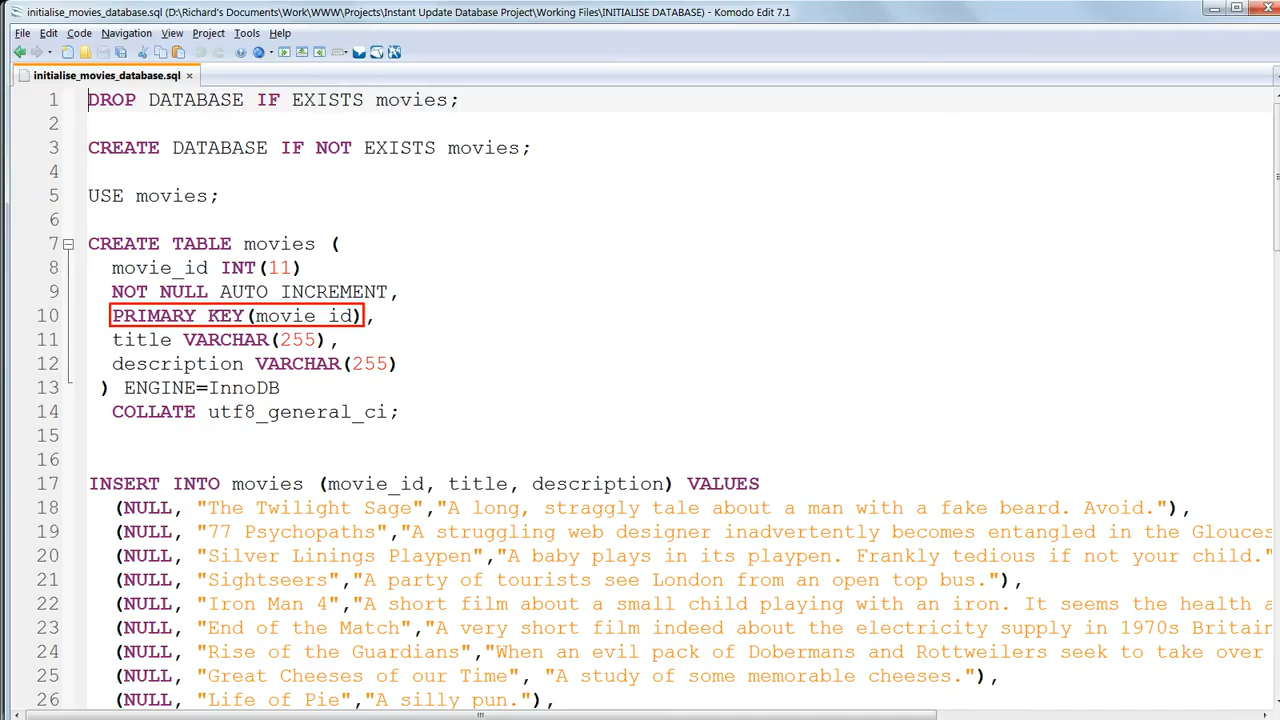 initialise_movies_database.sql (D:\Richard's Documents\Work\WWW\Projects\Instant Update Database Project\Working Files\INITIALISE DATABASE) - Komodo Edit 7.1
File Edit Code Navigation View Project Tools Help
initialise_movies_database.sql ×
1 DROP DATABASE IF EXISTS movies;
2
3 CREATE DATABASE IF NOT EXISTS movies;
4
5 USE movies;
6
7 CREATE TABLE movies (
8 movie_id INT(11)
9 NOT NULL AUTO_INCREMENT,
10 PRIMARY KEY(movie_id),
11 title VARCHAR(255),
12 description VARCHAR(255)
13 ) ENGINE=InnoDB
14 COLLATE utf8_general_ci;
15
16
17 INSERT INTO movies (movie_id, title, description) VALUES
18 (NULL, "The Twilight Sage","A long, straggly tale about a man with a fake beard. Avoid."),
19 (NULL, "77 Psychopaths","A struggling web designer inadvertently becomes entangled in the Glouces
20 (NULL, "Silver Linings Playpen","A baby plays in its playpen. Frankly tedious if not your child."
21 (NULL, "Sightseers","A party of tourists see London from an open top bus."),
22 (NULL, "Iron Man 4","A short film about a small child playing with an iron. It seems the health a
23 (NULL, "End of the Match","A very short film indeed about the electricity supply in 1970s Britain
24 (NULL, "Rise of the Guardians","When an evil pack of Dobermans and Rottweilers seek to take over
25 (NULL, "Great Cheeses of our Time", "A study of some memorable cheeses."),
26 (NULL, "Life of Pie","A silly pun."),